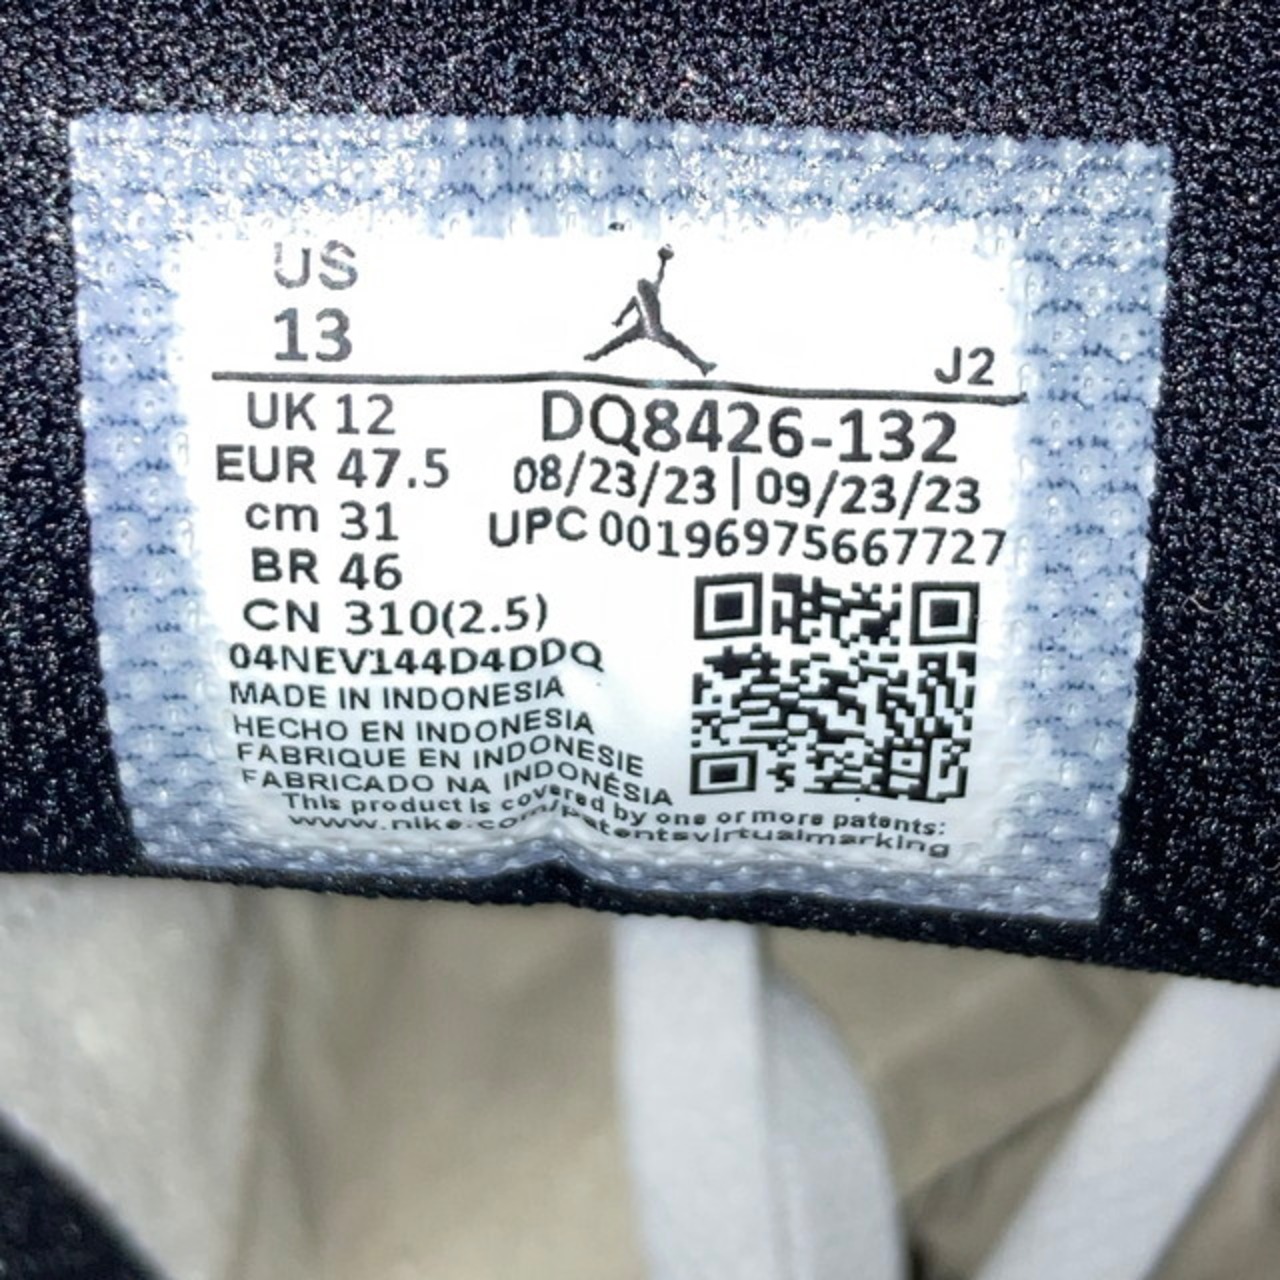 US
13
J2
UK 12
EUR 47.5
cm 31
BR 46
CN 310(2.5)
DQ8426-132
08/23/23 | 09/23/23
UPC 00196975667727
04NEV144D4DDQ
MADE IN INDONESIA
HECHO EN INDONESIA
FABRIQUE EN INDONESIE
FABRICADO NA INDONÉSIA
This product is covered by one or more patents:
www.nike.com/patentsvirtualmarking